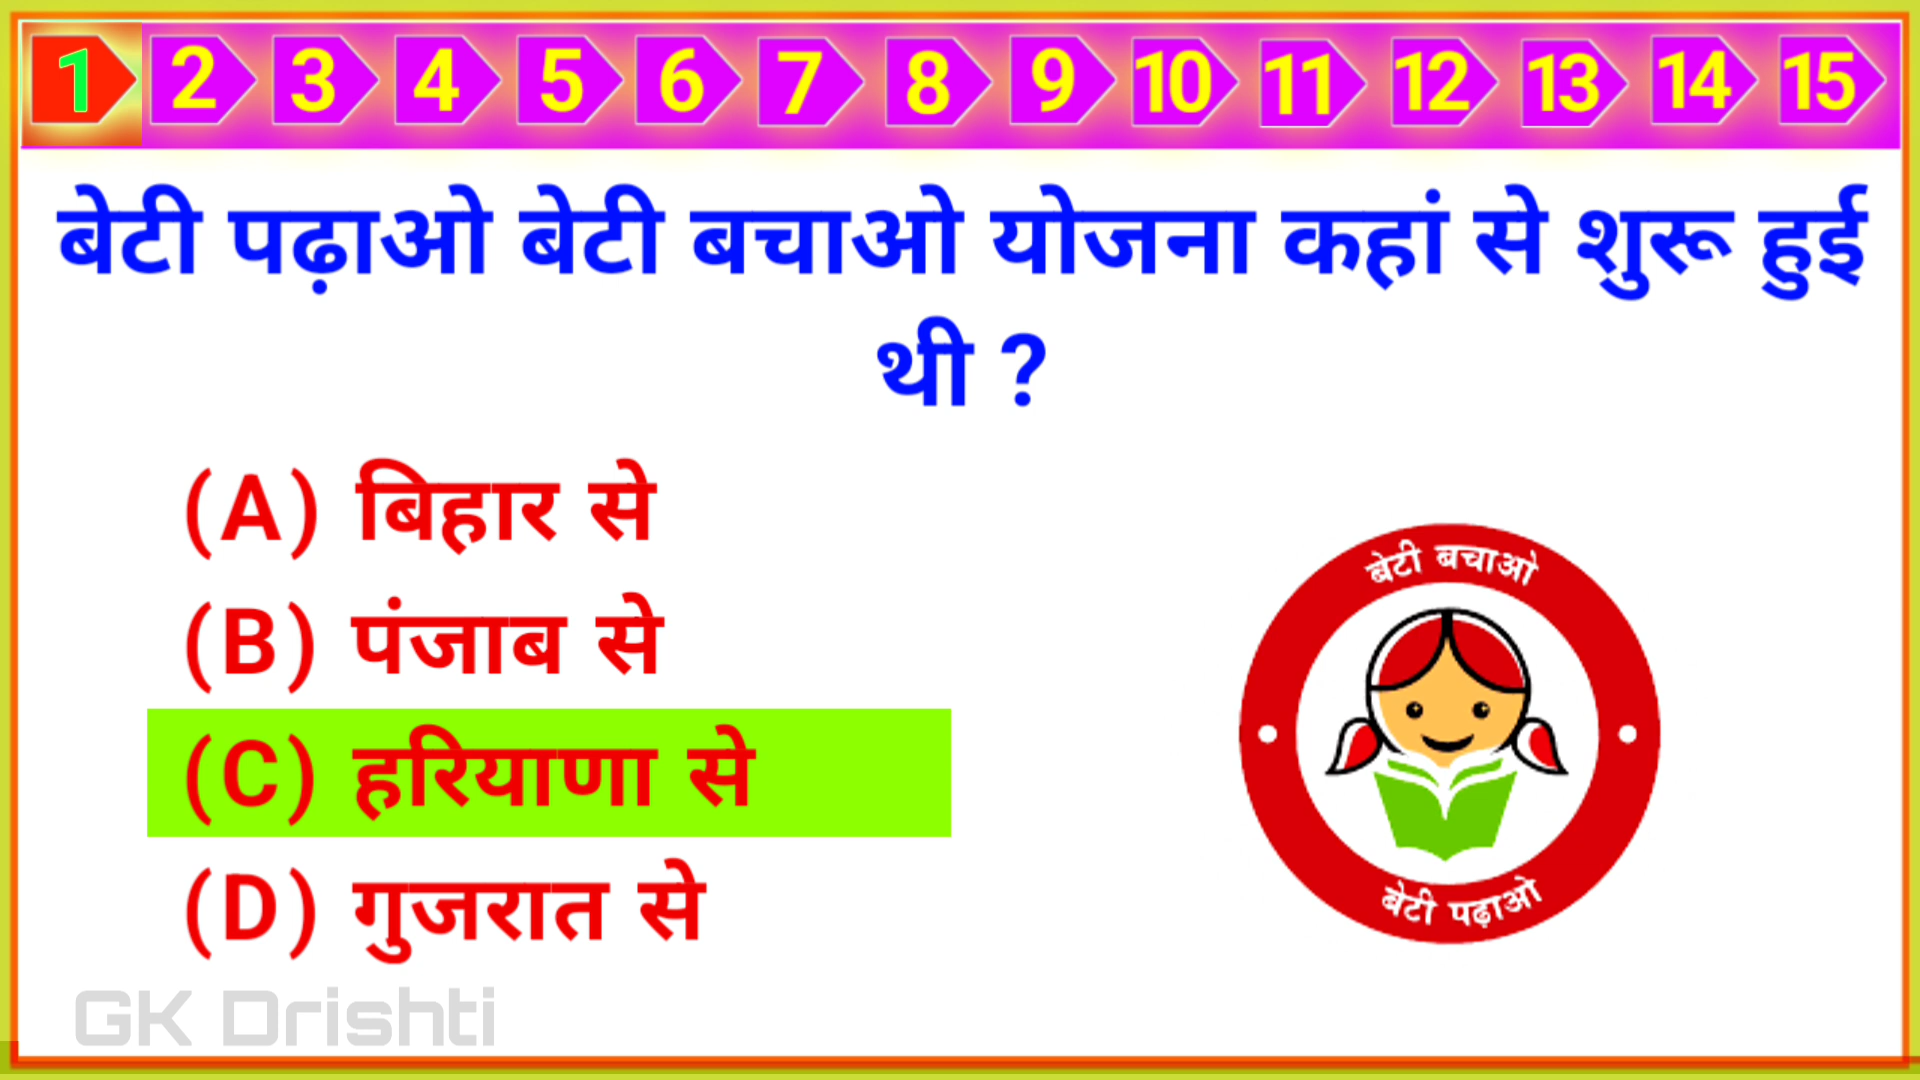 1 2 3 4 5 6 7 8 9 10 11 12 13 14 15
बेटी पढ़ाओ बेटी बचाओ योजना कहां से शुरू हुई
थी ?
(A) बिहार से
(B) पंजाब से
(C) हरियाणा से
(D) गुजरात से
बेटी बचाओ
बेटी पढ़ाओ
GK Drishti